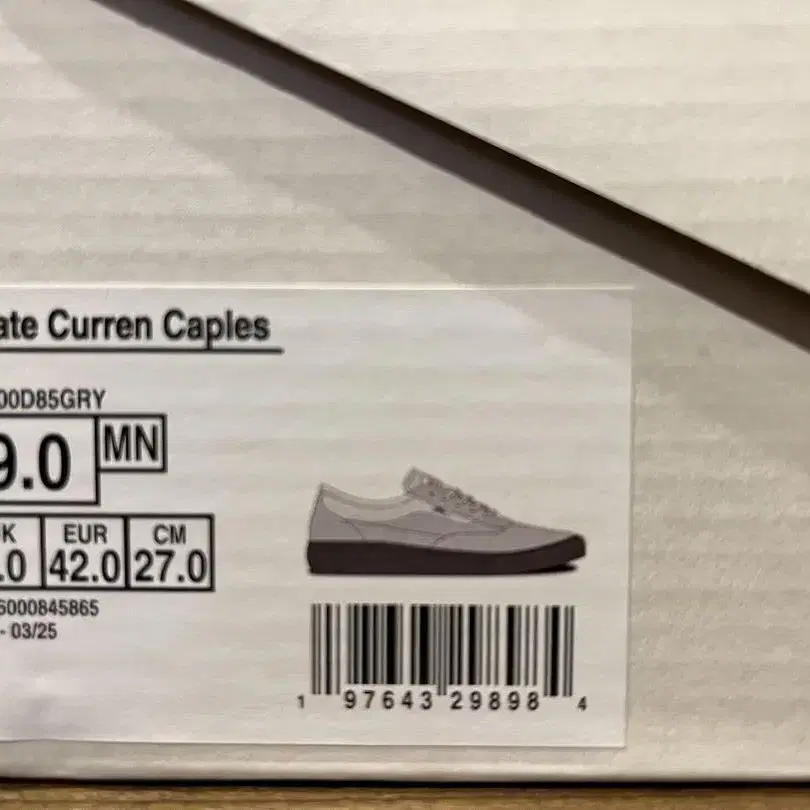 ate Curren Caples
00D85GRY
9.0 MN
K EUR CM
.0 42.0 27.0
6000845865
- 03/25
1 97643 29898 4